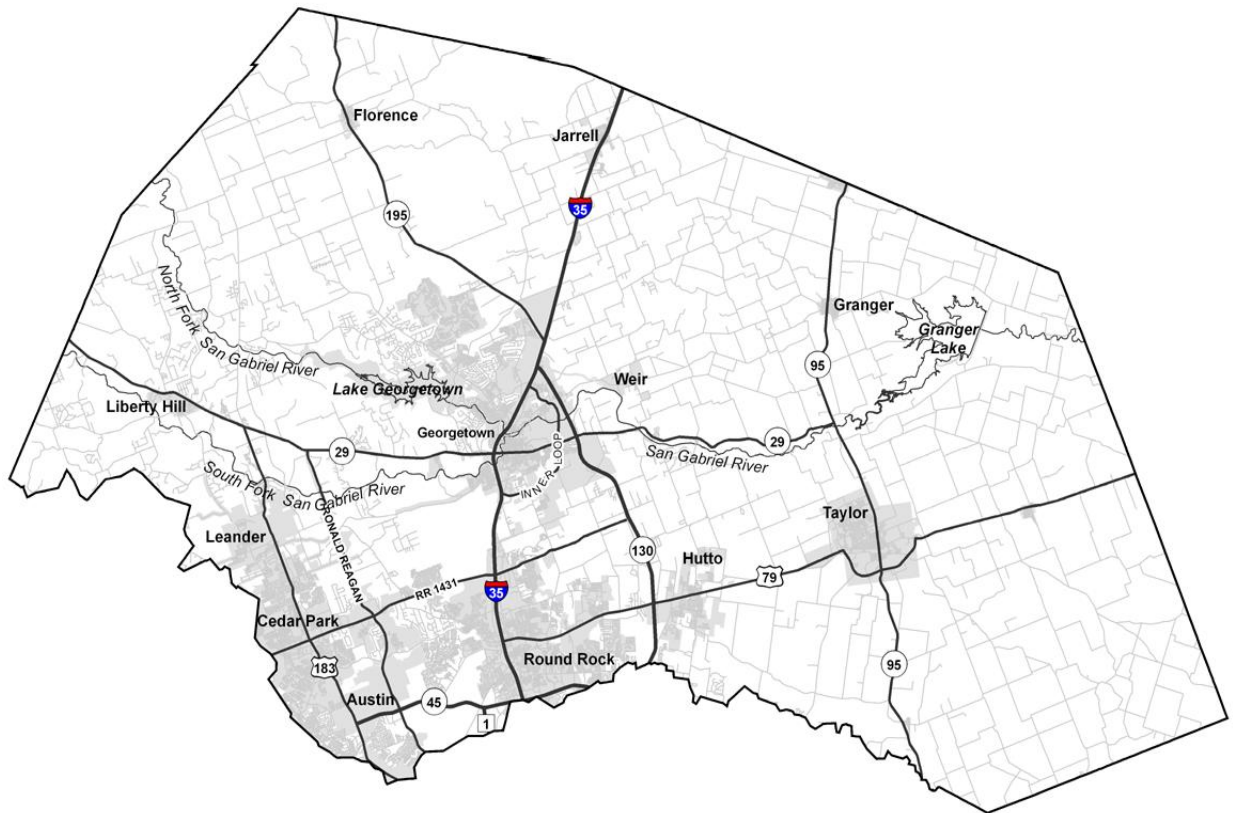 Florence
Jarrell
35
195
North Fork San Gabriel River
Granger
Granger
Lake
95
Lake Georgetown
Weir
Liberty Hill
Georgetown
29
INNER LOOP
29
San Gabriel River
South Fork San Gabriel River
RONALD REAGAN
Leander
Taylor
130
Hutto
79
RR 1431
35
Cedar Park
183
Round Rock
95
Austin
45
1